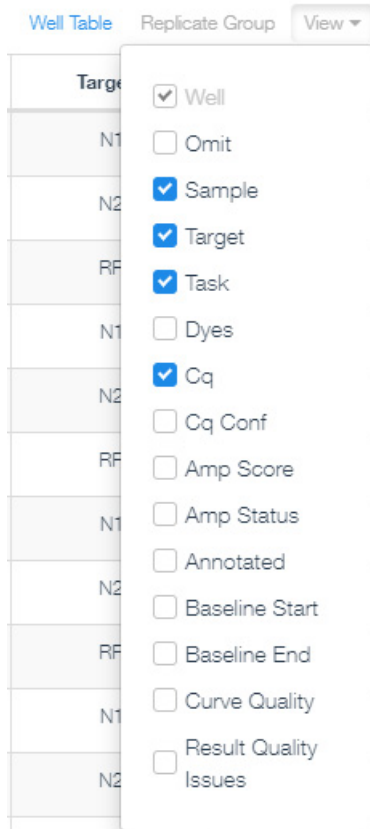 Well Table Replicate Group View
Targe
Well
N1
Omit
Sample
N2
Target
RF
Task
N1
Dyes
Cq
N2
Cq Conf
RF
Amp Score
N1
Amp Status
Annotated
N2
Baseline Start
RF
Baseline End
Curve Quality
N1
Result Quality
Issues
N2